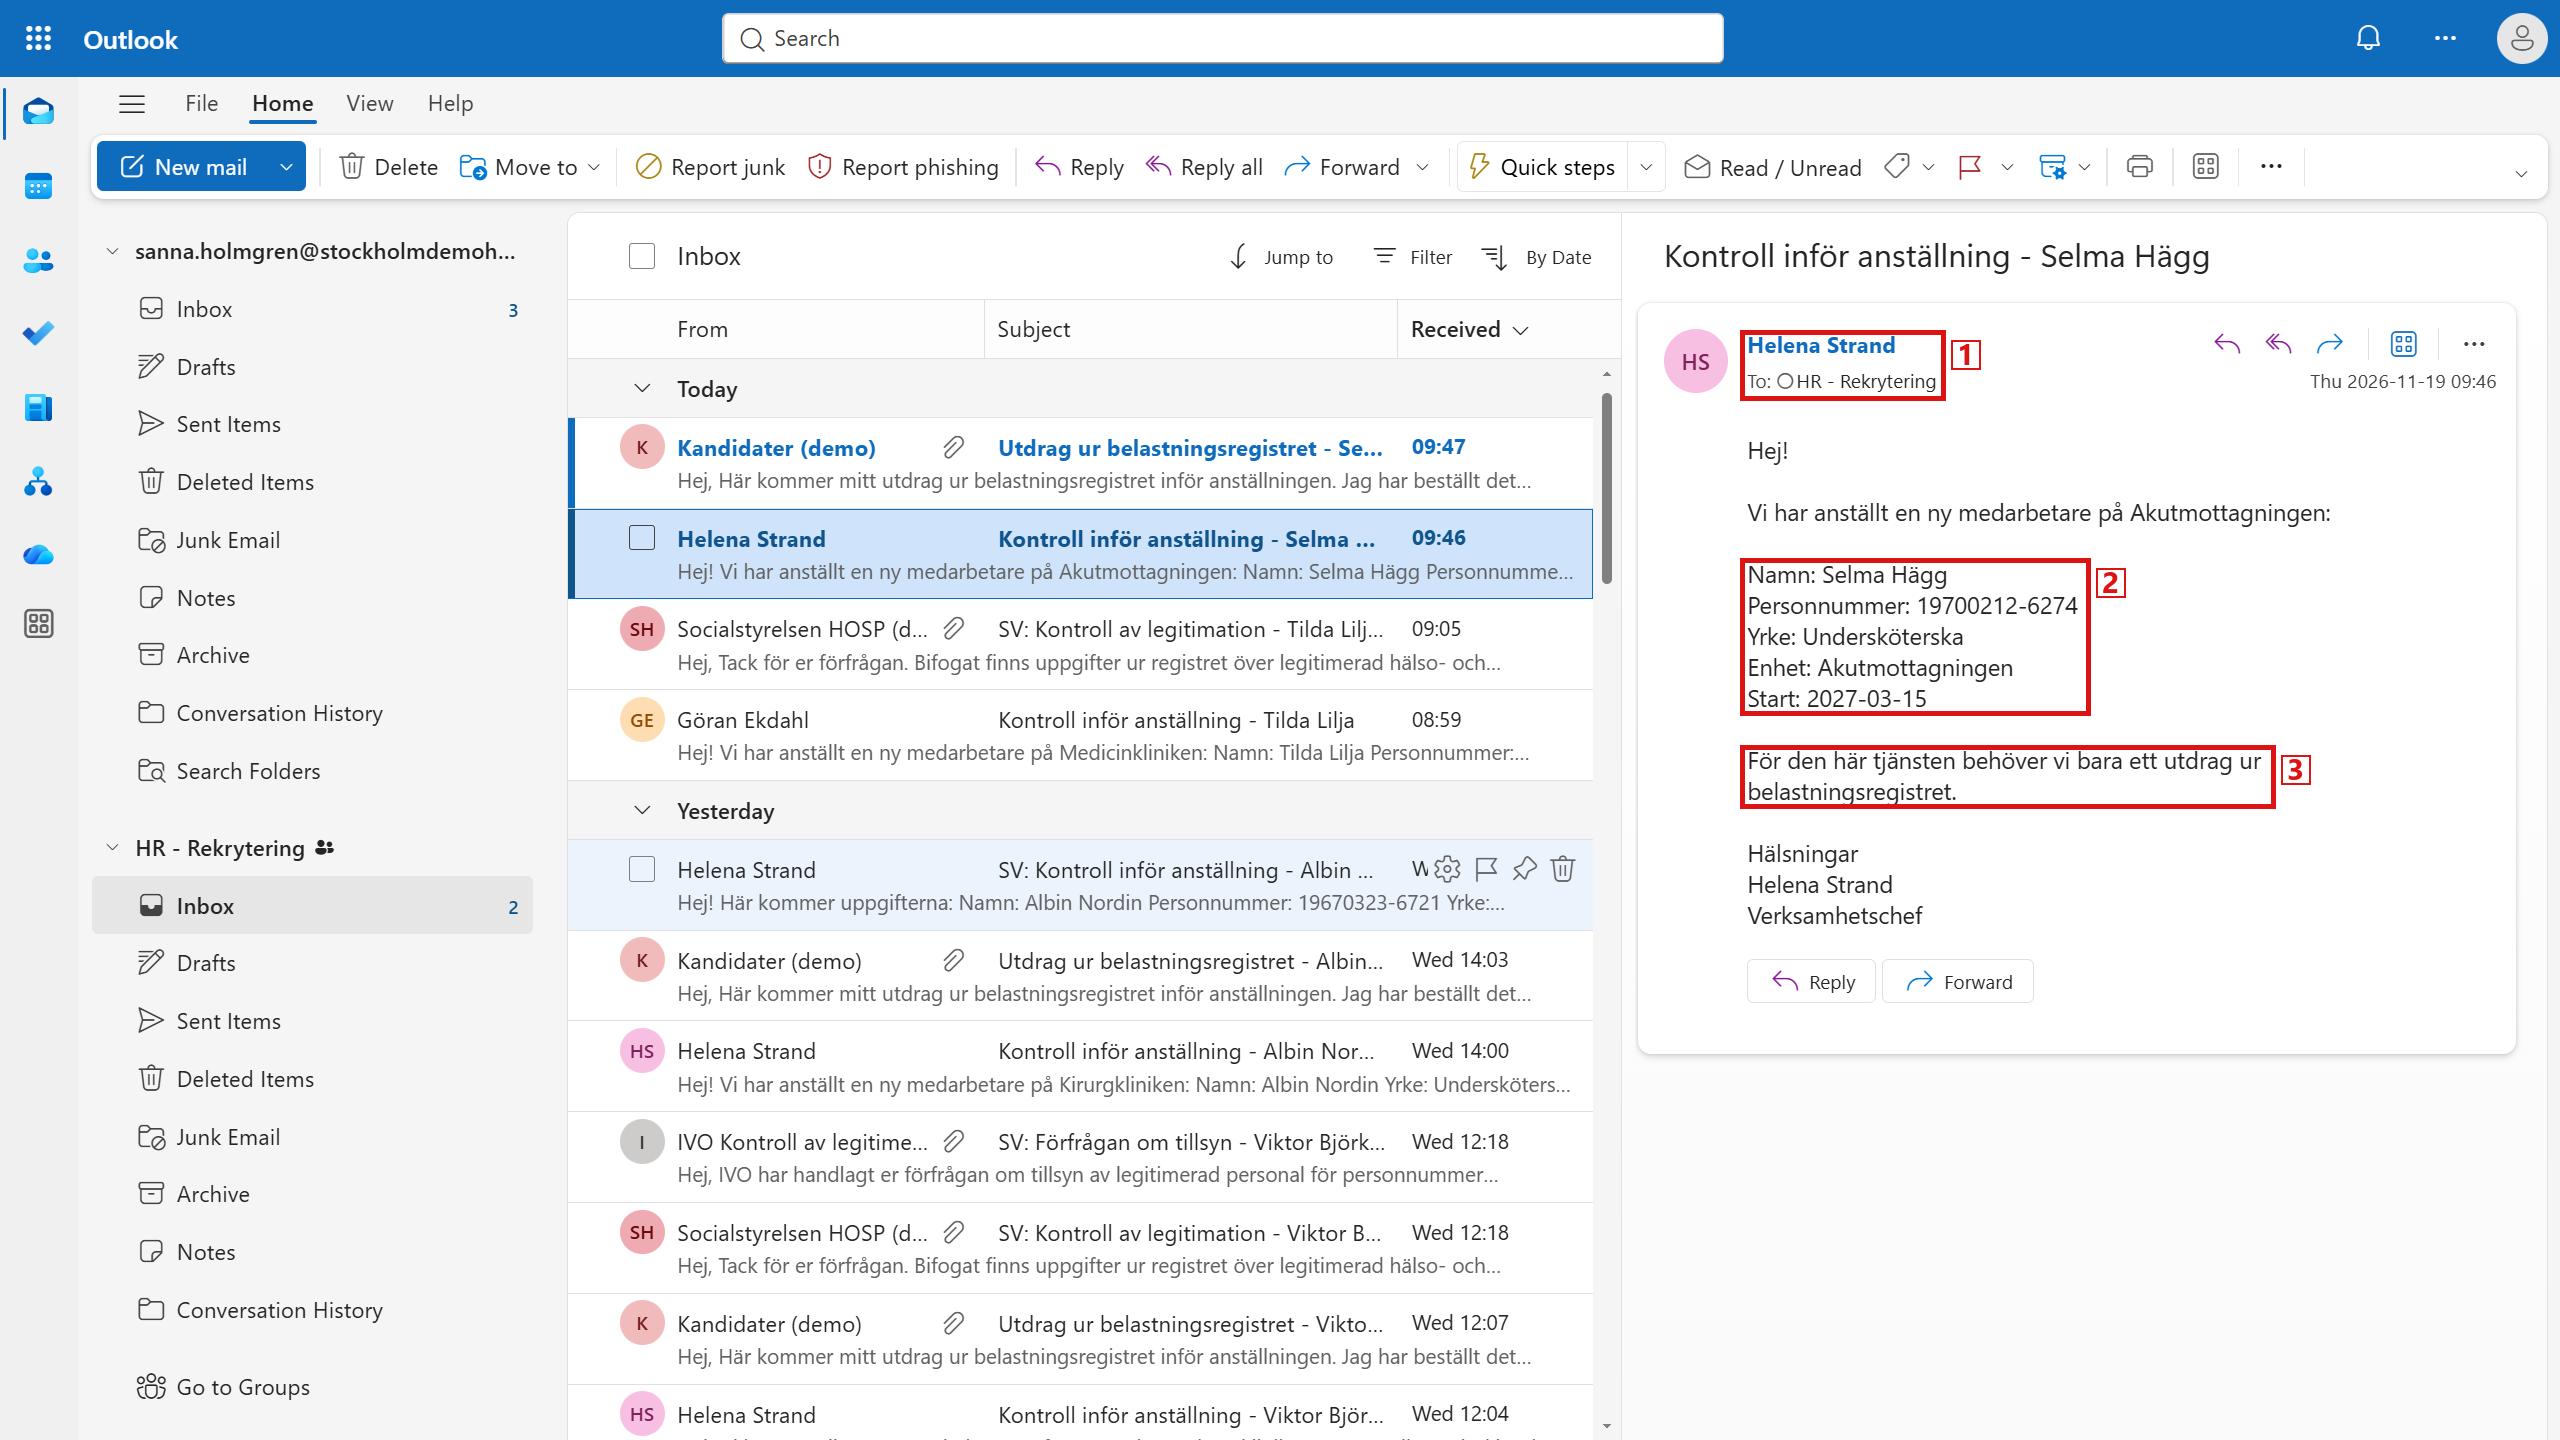 Outlook
Search
File
Home
View
Help
New mail
Delete
Move to
Report junk
Report phishing
Reply
Reply all
Forward
Quick steps
Read / Unread
sanna.holmgren@stockholmdemoh...
Inbox 3
Drafts
Sent Items
Deleted Items
Junk Email
Notes
Archive
Conversation History
Search Folders
HR - Rekrytering
Inbox 2
Drafts
Sent Items
Deleted Items
Junk Email
Archive
Notes
Conversation History
Go to Groups
Inbox
Jump to
Filter
By Date
From
Subject
Received
Today
K
Kandidater (demo)
Utdrag ur belastningsregistret - Se...
09:47
Hej, Här kommer mitt utdrag ur belastningsregistret inför anställningen. Jag har beställt det...
Helena Strand
Kontroll inför anställning - Selma ...
09:46
Hej! Vi har anställt en ny medarbetare på Akutmottagningen: Namn: Selma Hägg Personnumme...
SH
Socialstyrelsen HOSP (d...
SV: Kontroll av legitimation - Tilda Lilj...
09:05
Hej, Tack för er förfrågan. Bifogat finns uppgifter ur registret över legitimerad hälso- och...
GE
Göran Ekdahl
Kontroll inför anställning - Tilda Lilja
08:59
Hej! Vi har anställt en ny medarbetare på Medicinkliniken: Namn: Tilda Lilja Personnummer:...
Yesterday
Helena Strand
SV: Kontroll inför anställning - Albin ...
Hej! Här kommer uppgifterna: Namn: Albin Nordin Personnummer: 19670323-6721 Yrke:...
K
Kandidater (demo)
Utdrag ur belastningsregistret - Albin...
Wed 14:03
Hej, Här kommer mitt utdrag ur belastningsregistret inför anställningen. Jag har beställt det...
HS
Helena Strand
Kontroll inför anställning - Albin Nor...
Wed 14:00
Hej! Vi har anställt en ny medarbetare på Kirurgkliniken: Namn: Albin Nordin Yrke: Undersköters...
I
IVO Kontroll av legitime...
SV: Förfrågan om tillsyn - Viktor Björk...
Wed 12:18
Hej, IVO har handlagt er förfrågan om tillsyn av legitimerad personal för personnummer...
SH
Socialstyrelsen HOSP (d...
SV: Kontroll av legitimation - Viktor B...
Wed 12:18
Hej, Tack för er förfrågan. Bifogat finns uppgifter ur registret över legitimerad hälso- och...
K
Kandidater (demo)
Utdrag ur belastningsregistret - Vikto...
Wed 12:07
Hej, Här kommer mitt utdrag ur belastningsregistret inför anställningen. Jag har beställt det...
HS
Helena Strand
Kontroll inför anställning - Viktor Björ...
Wed 12:04
Kontroll inför anställning - Selma Hägg
HS
Helena Strand
1
To: HR - Rekrytering
Thu 2026-11-19 09:46
Hej!
Vi har anställt en ny medarbetare på Akutmottagningen:
Namn: Selma Hägg
2
Personnummer: 19700212-6274
Yrke: Undersköterska
Enhet: Akutmottagningen
Start: 2027-03-15
För den här tjänsten behöver vi bara ett utdrag ur
3
belastningsregistret.
Hälsningar
Helena Strand
Verksamhetschef
Reply
Forward